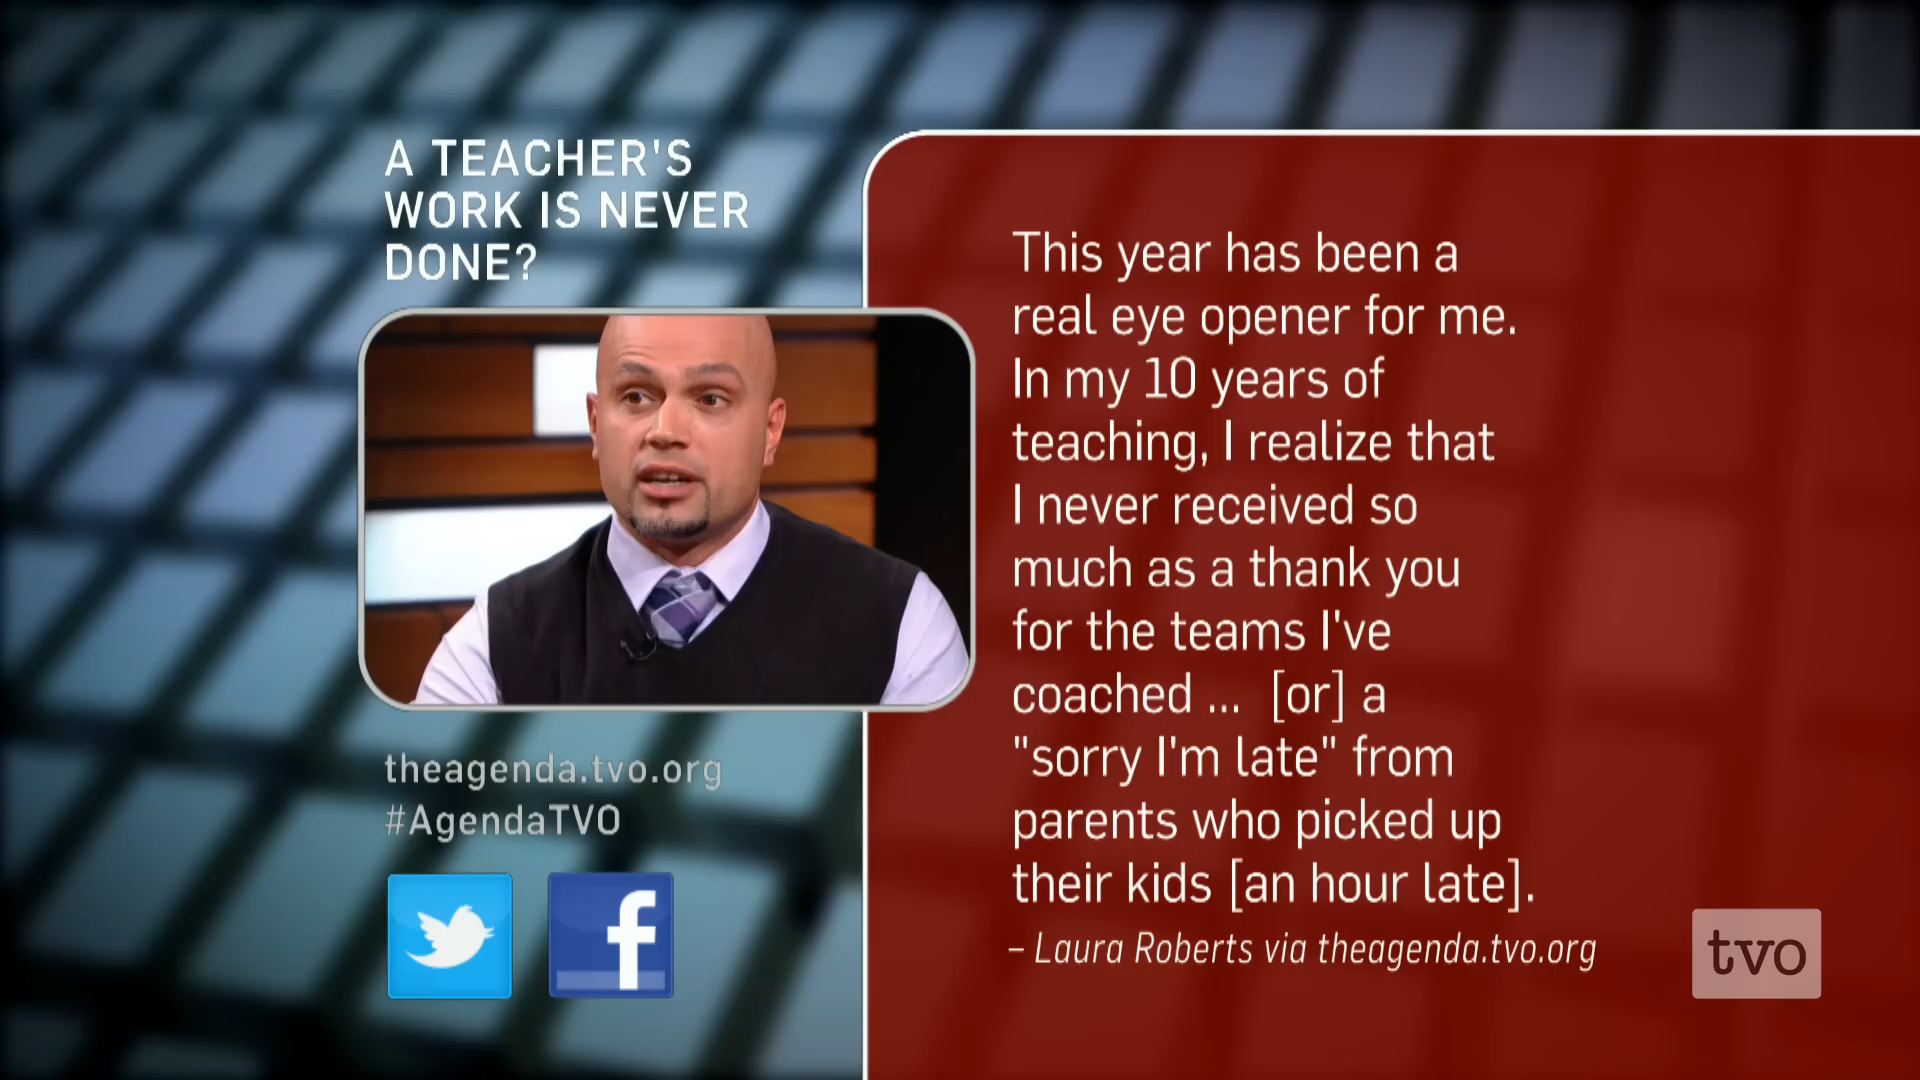 A TEACHER'S
WORK IS NEVER
DONE?
This year has been a
real eye opener for me.
In my 10 years of
teaching, I realize that
I never received so
much as a thank you
for the teams I've
coached ... [or] a
"sorry I'm late" from
parents who picked up
their kids [an hour late].
– Laura Roberts via theagenda.tvo.org
theagenda.tvo.org
#AgendaTVO
f
tvo